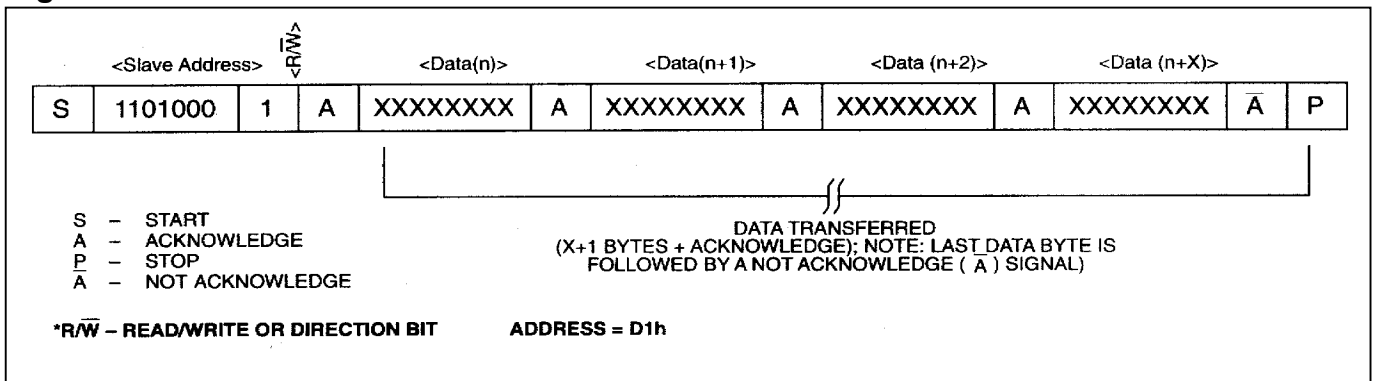 <R/W̅>
<Slave Address> <Data(n)> <Data(n+1)> <Data (n+2)> <Data (n+X)>
S 1101000 1 A XXXXXXXX A XXXXXXXX A XXXXXXXX A XXXXXXXX A̅ P
S – START
A – ACKNOWLEDGE
P – STOP
A̅ – NOT ACKNOWLEDGE
DATA TRANSFERRED
(X+1 BYTES + ACKNOWLEDGE); NOTE: LAST DATA BYTE IS
FOLLOWED BY A NOT ACKNOWLEDGE ( A̅ ) SIGNAL)
*R/W̅ – READ/WRITE OR DIRECTION BIT ADDRESS = D1h